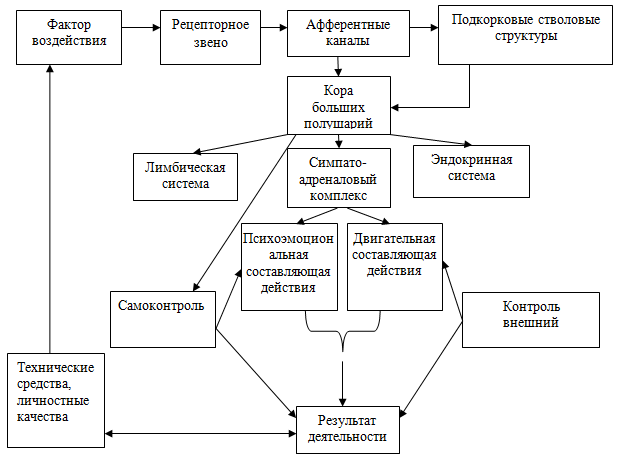 Фактор
воздействия
Рецепторное
звено
Афферентные
каналы
Подкорковые стволовые
структуры
Кора
больших
полушарий
Лимбическая
система
Симпато-
адреналовый
комплекс
Эндокринная
система
Психоэмоцион
альная
составляющая
действия
Двигательная
составляющая
действия
Самоконтроль
Контроль
внешний
Технические
средства,
личностные
качества
Результат
деятельности